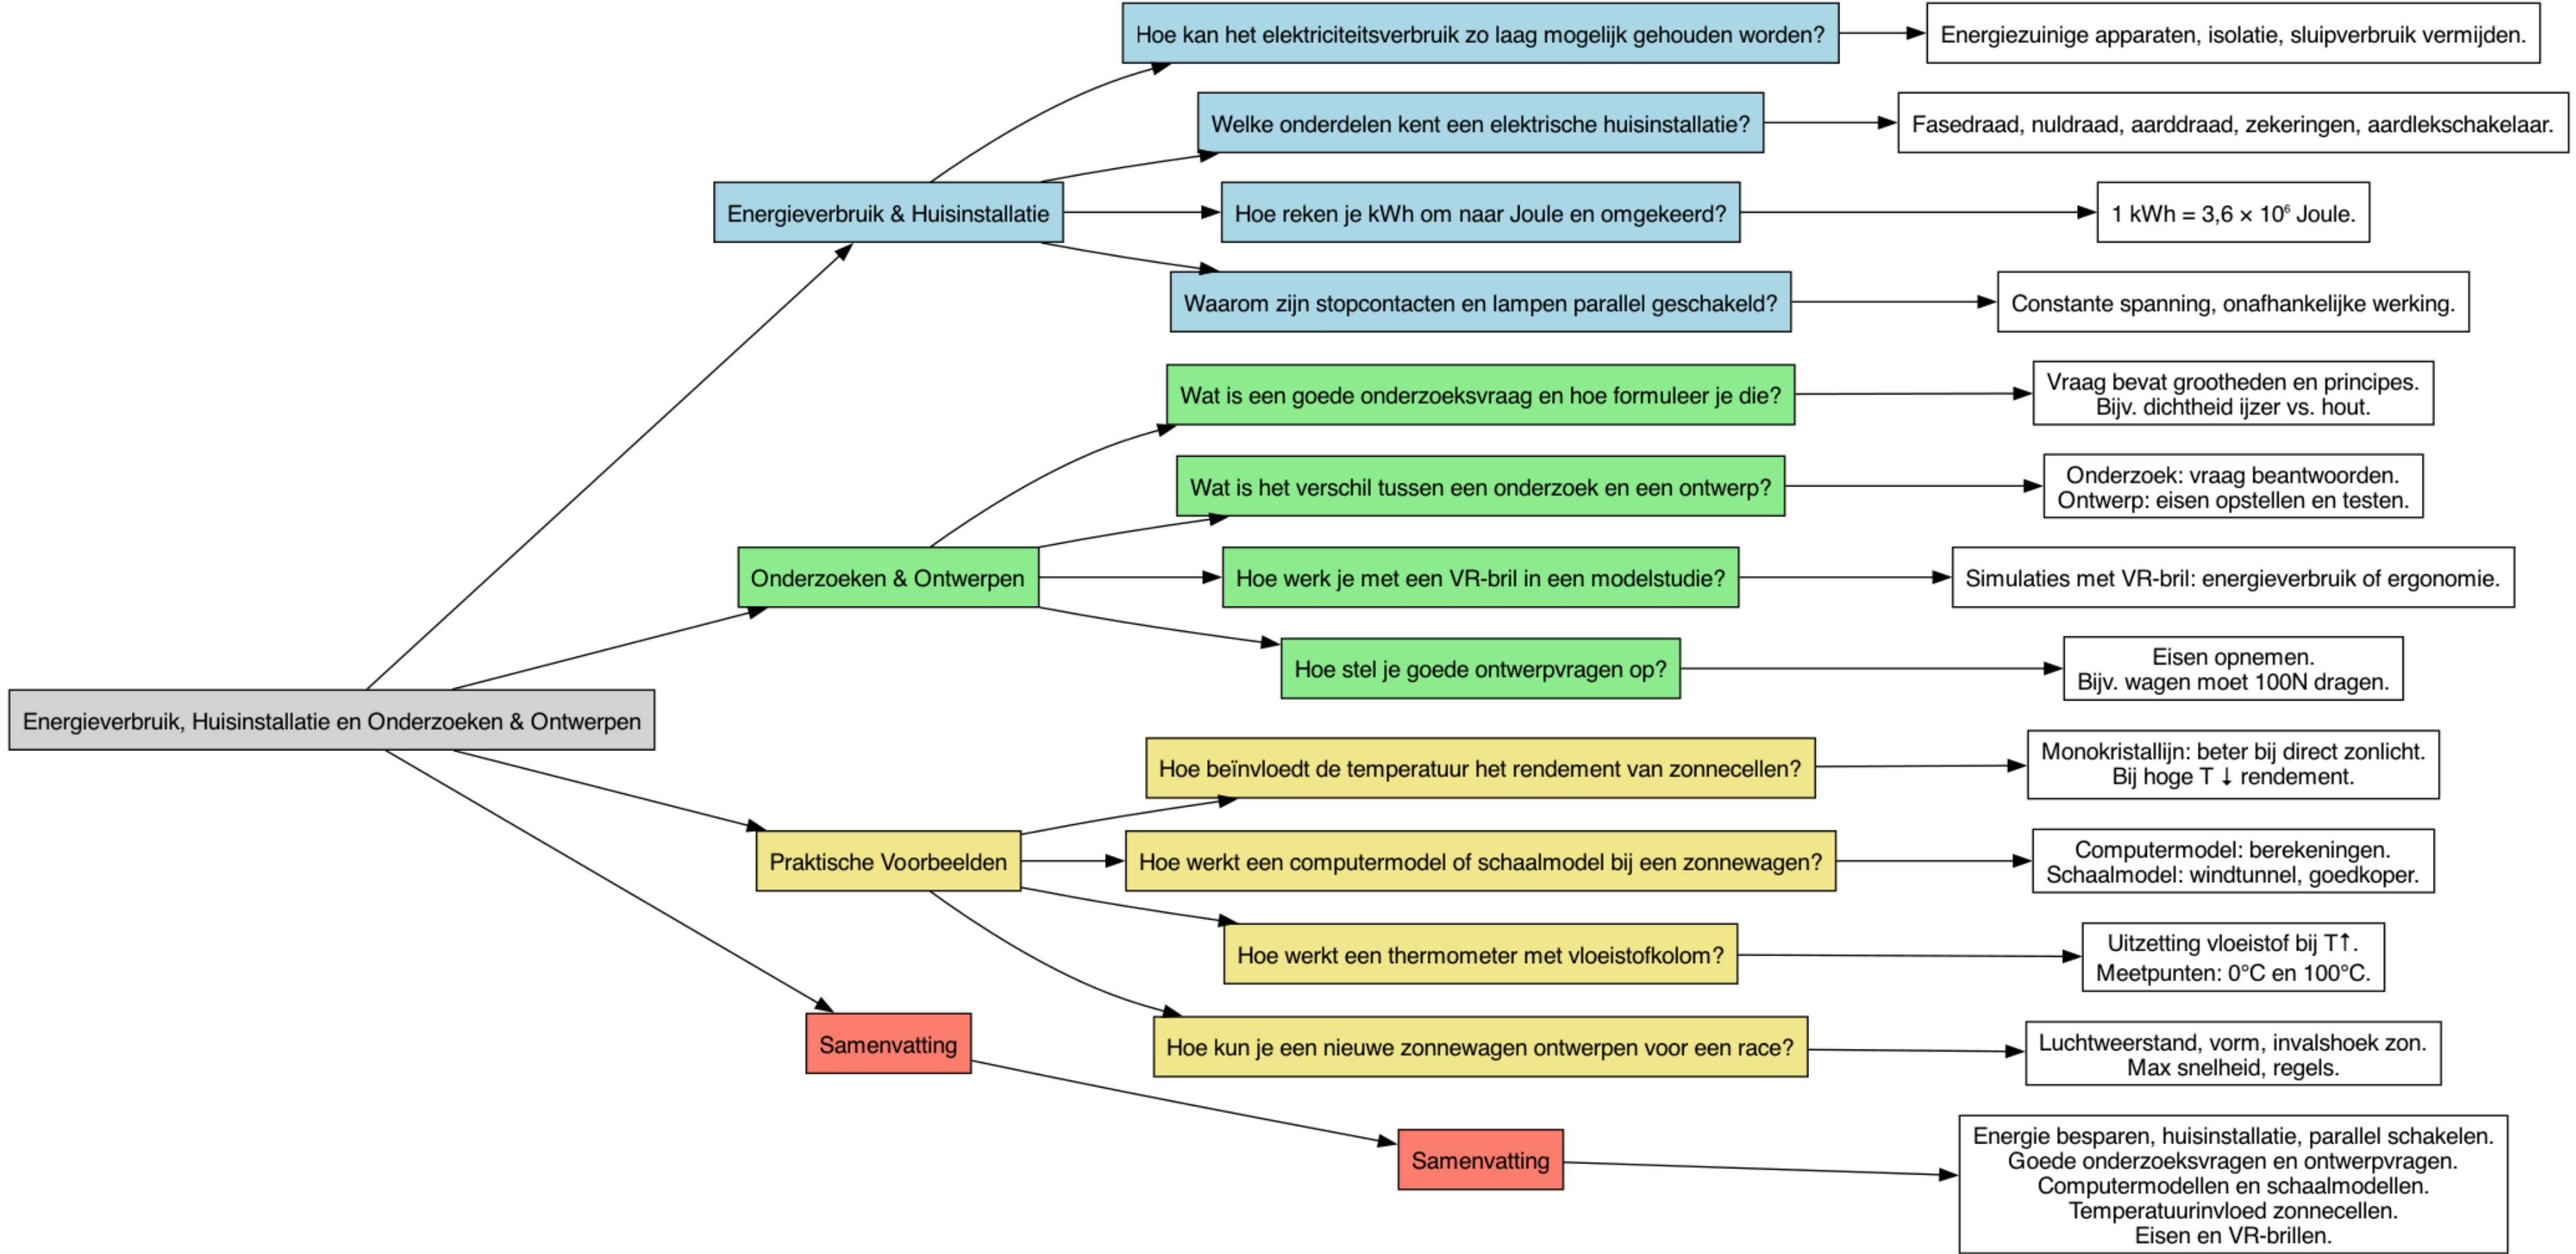 Energieverbruik, Huisinstallatie en Onderzoeken & Ontwerpen
Energieverbruik & Huisinstallatie
Hoe kan het elektriciteitsverbruik zo laag mogelijk gehouden worden?
Energiezuinige apparaten, isolatie, sluipverbruik vermijden.
Welke onderdelen kent een elektrische huisinstallatie?
Fasedraad, nuldraad, aarddraad, zekeringen, aardlekschakelaar.
Hoe reken je kWh om naar Joule en omgekeerd?
1 kWh = 3,6 × 10⁶ Joule.
Waarom zijn stopcontacten en lampen parallel geschakeld?
Constante spanning, onafhankelijke werking.
Onderzoeken & Ontwerpen
Wat is een goede onderzoeksvraag en hoe formuleer je die?
Vraag bevat grootheden en principes.
Bijv. dichtheid ijzer vs. hout.
Wat is het verschil tussen een onderzoek en een ontwerp?
Onderzoek: vraag beantwoorden.
Ontwerp: eisen opstellen en testen.
Hoe werk je met een VR-bril in een modelstudie?
Simulaties met VR-bril: energieverbruik of ergonomie.
Hoe stel je goede ontwerpvragen op?
Eisen opnemen.
Bijv. wagen moet 100N dragen.
Praktische Voorbeelden
Hoe beïnvloedt de temperatuur het rendement van zonnecellen?
Monokristallijn: beter bij direct zonlicht.
Bij hoge T ↓ rendement.
Hoe werkt een computermodel of schaalmodel bij een zonnewagen?
Computermodel: berekeningen.
Schaalmodel: windtunnel, goedkoper.
Hoe werkt een thermometer met vloeistofkolom?
Uitzetting vloeistof bij T↑.
Meetpunten: 0°C en 100°C.
Hoe kun je een nieuwe zonnewagen ontwerpen voor een race?
Luchtweerstand, vorm, invalshoek zon.
Max snelheid, regels.
Samenvatting
Samenvatting
Energie besparen, huisinstallatie, parallel schakelen.
Goede onderzoeksvragen en ontwerpvragen.
Computermodellen en schaalmodellen.
Temperatuurinvloed zonnecellen.
Eisen en VR-brillen.